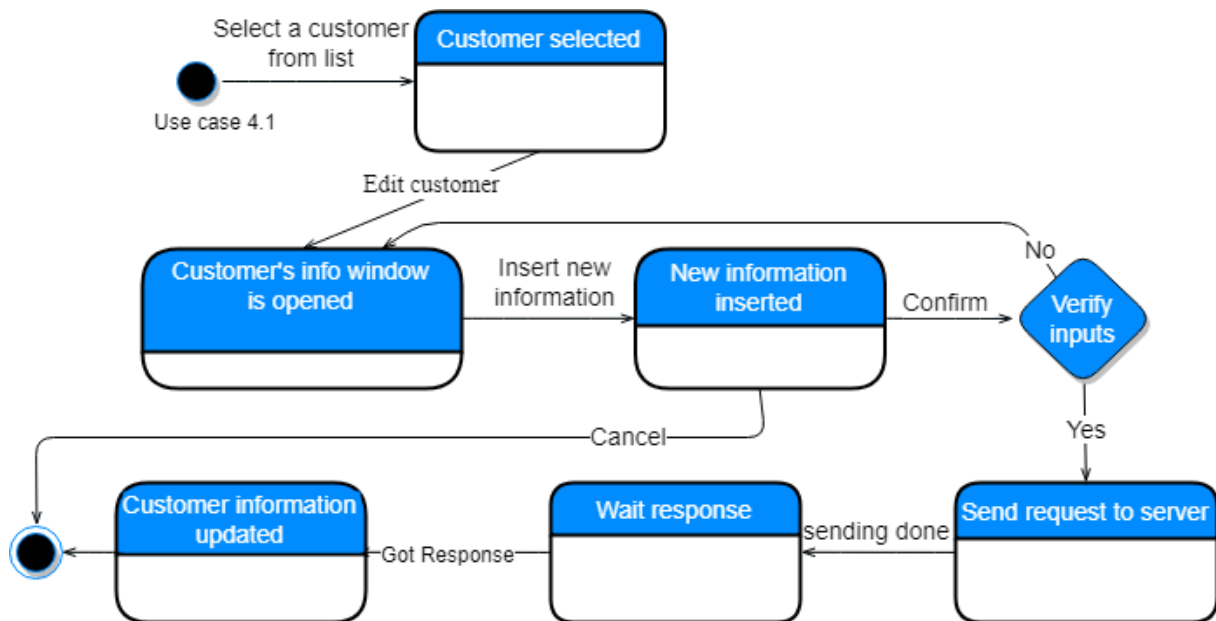 Select a customer
from list
Customer selected
Use case 4.1
Edit customer
No
Customer's info window
is opened
Insert new
information
New information
inserted
Confirm
Verify
inputs
Yes
Cancel
Customer information
updated
Got Response
Wait response
sending done
Send request to server